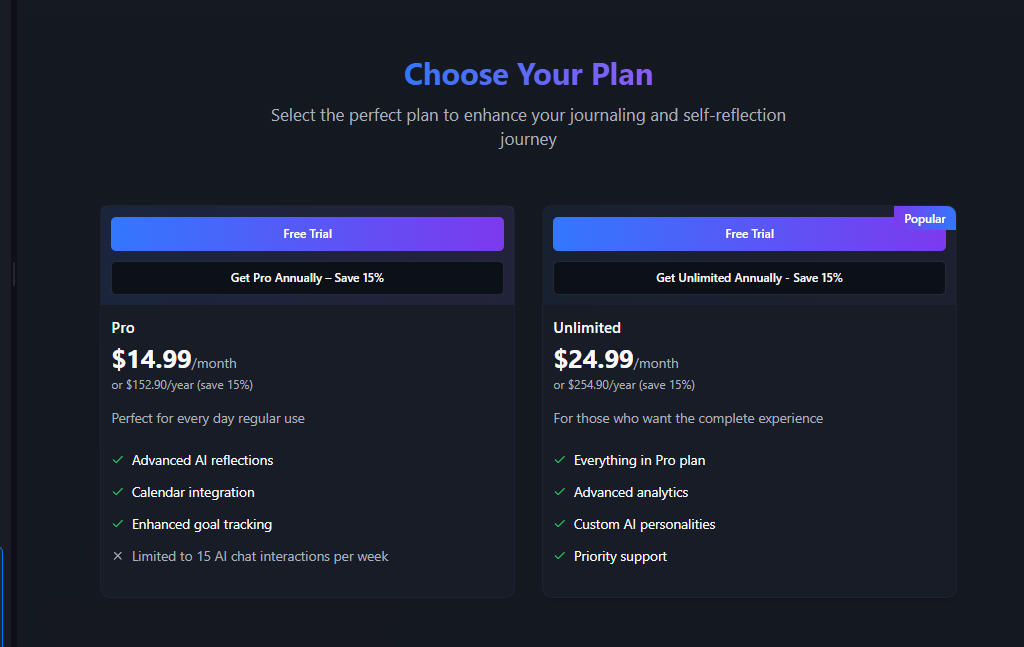 Choose Your Plan
Select the perfect plan to enhance your journaling and self-reflection
journey
Free Trial
Get Pro Annually – Save 15%
Pro
$14.99/month
or $152.90/year (save 15%)
Perfect for every day regular use
Advanced AI reflections
Calendar integration
Enhanced goal tracking
Limited to 15 AI chat interactions per week
Popular
Free Trial
Get Unlimited Annually - Save 15%
Unlimited
$24.99/month
or $254.90/year (save 15%)
For those who want the complete experience
Everything in Pro plan
Advanced analytics
Custom AI personalities
Priority support